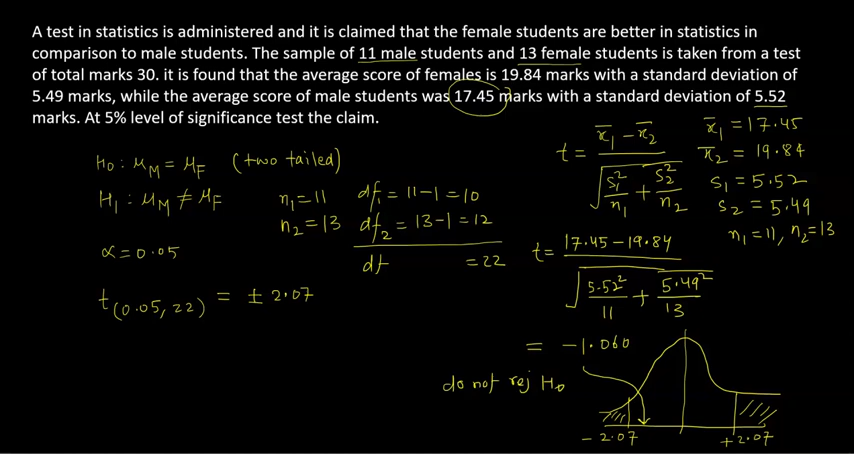 A test in statistics is administered and it is claimed that the female students are better in statistics in
comparison to male students. The sample of 11 male students and 13 female students is taken from a test
of total marks 30. it is found that the average score of females is 19.84 marks with a standard deviation of
5.49 marks, while the average score of male students was 17.45 marks with a standard deviation of 5.52
marks. At 5% level of significance test the claim.
H₀ : μ_M = μ_F (two tailed)
H₁ : μ_M ≠ μ_F
α = 0.05
t(0.05, 22) = ± 2.07
n₁ = 11
n₂ = 13
df₁ = 11-1 = 10
df₂ = 13-1 = 12
df = 22
t = (x̄₁ - x̄₂) / √(s₁²/n₁ + s₂²/n₂)
x̄₁ = 17.45
x̄₂ = 19.84
s₁ = 5.52
s₂ = 5.49
n₁ = 11, n₂ = 13
t = (17.45 - 19.84) / √(5.52²/11 + 5.49²/13)
= -1.060
do not rej H₀
- 2.07
+2.07